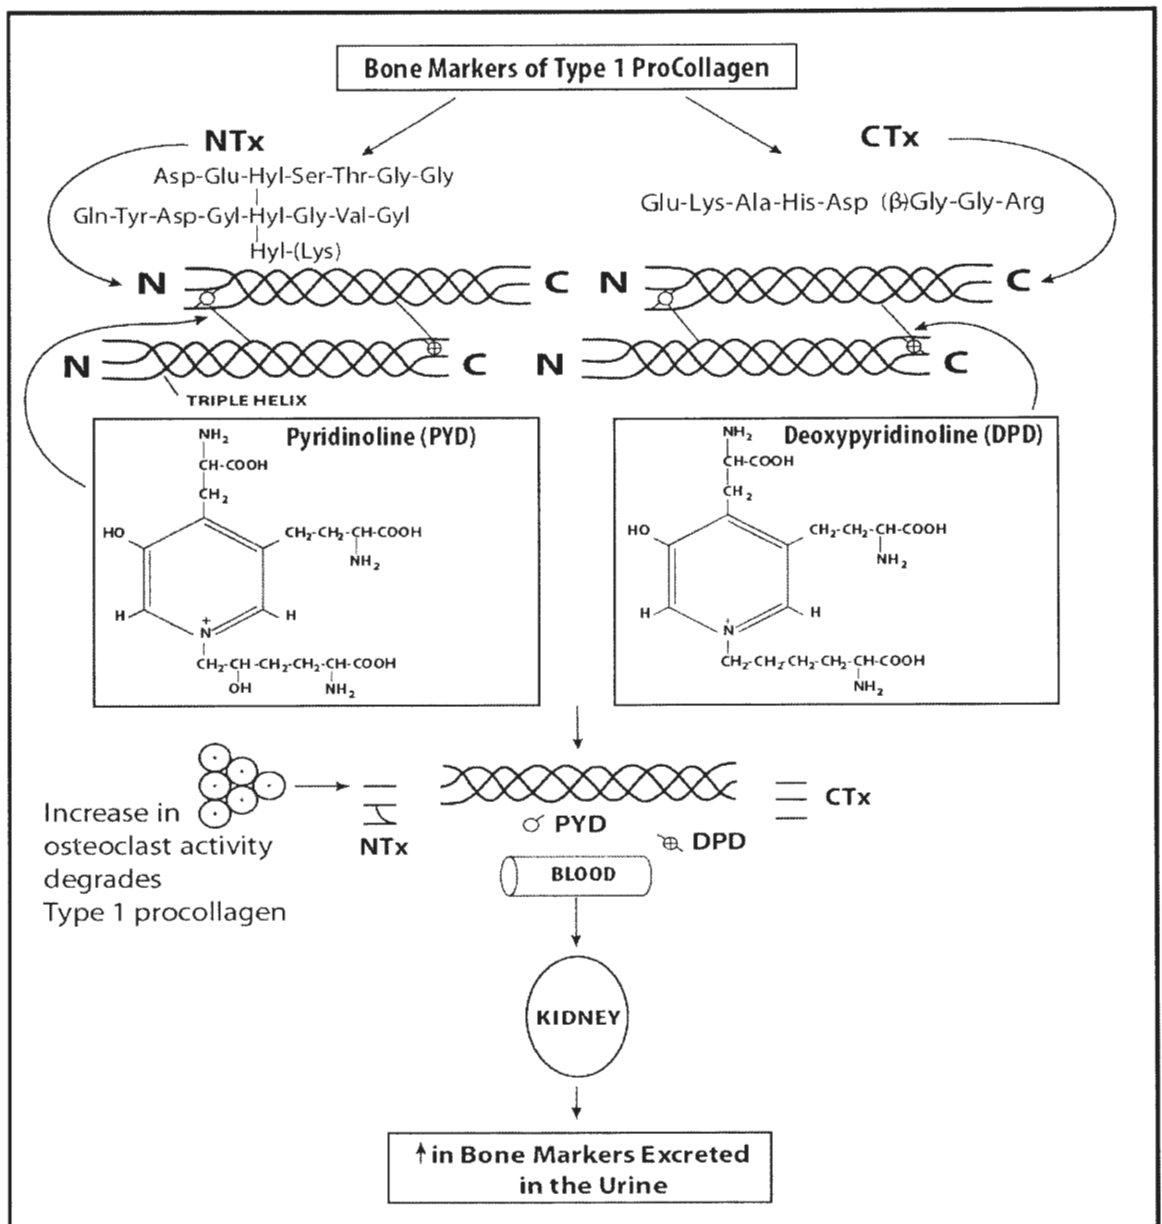 Bone Markers of Type 1 ProCollagen
NTx
CTx
Asp-Glu-Hyl-Ser-Thr-Gly-Gly
Gln-Tyr-Asp-Gyl-Hyl-Gly-Val-Gyl
Hyl-(Lys)
Glu-Lys-Ala-His-Asp (β)Gly-Gly-Arg
N C N C
N C N C
TRIPLE HELIX
Pyridinoline (PYD)
NH2
CH-COOH
CH2
HO
CH2-CH2-CH-COOH
NH2
H
H
+
N
CH2-CH-CH2-CH2-CH-COOH
OH
NH2
Deoxypyridinoline (DPD)
NH2
CH-COOH
CH2
HO
CH2-CH2-CH-COOH
NH2
H
H
+
N
CH2-CH2-CH2-CH2-CH-COOH
NH2
Increase in
osteoclast activity
degrades
Type 1 procollagen
NTx
CTx
PYD
DPD
BLOOD
KIDNEY
↑ in Bone Markers Excreted
in the Urine